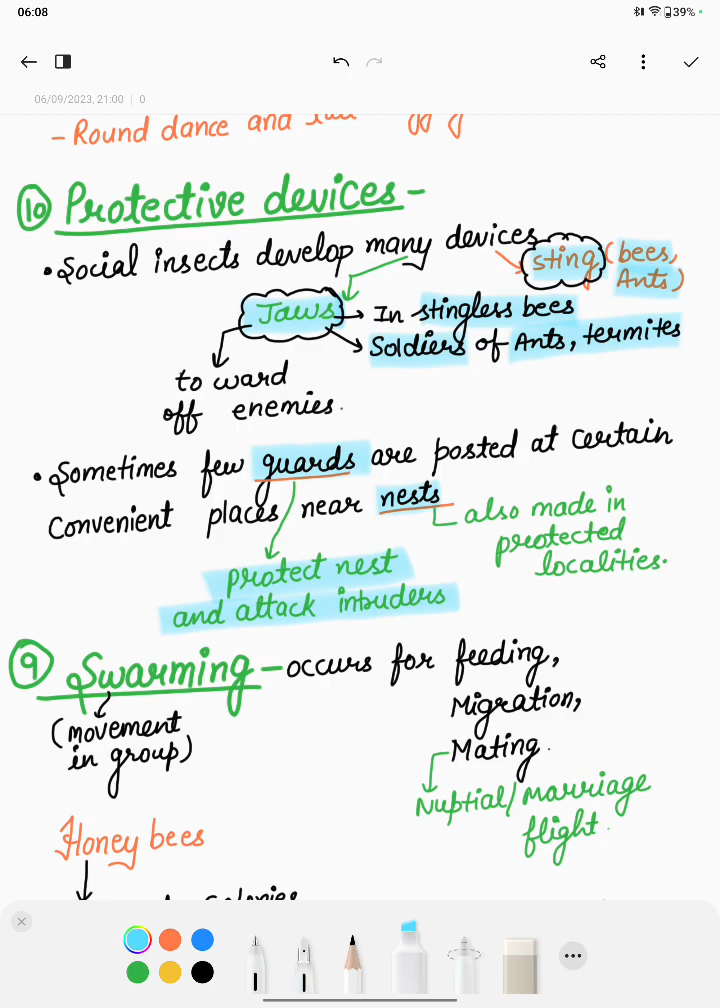 06:08
39%
06/09/2023, 21:00 | 0
- Round dance and
10 Protective devices -
• Social insects develop many devices
sting (bees,
Ants)
Jaws → In stingless bees
Soldiers of Ants, termites
to ward
off enemies.
• Sometimes few guards are posted at certain
Convenient places near nests
also made in
protected
localities.
protect nest
and attack intruders
9 Swarming - occurs for feeding,
Migration,
Mating.
(movement
in group)
Nuptial/marriage
flight.
Honey bees
colonies